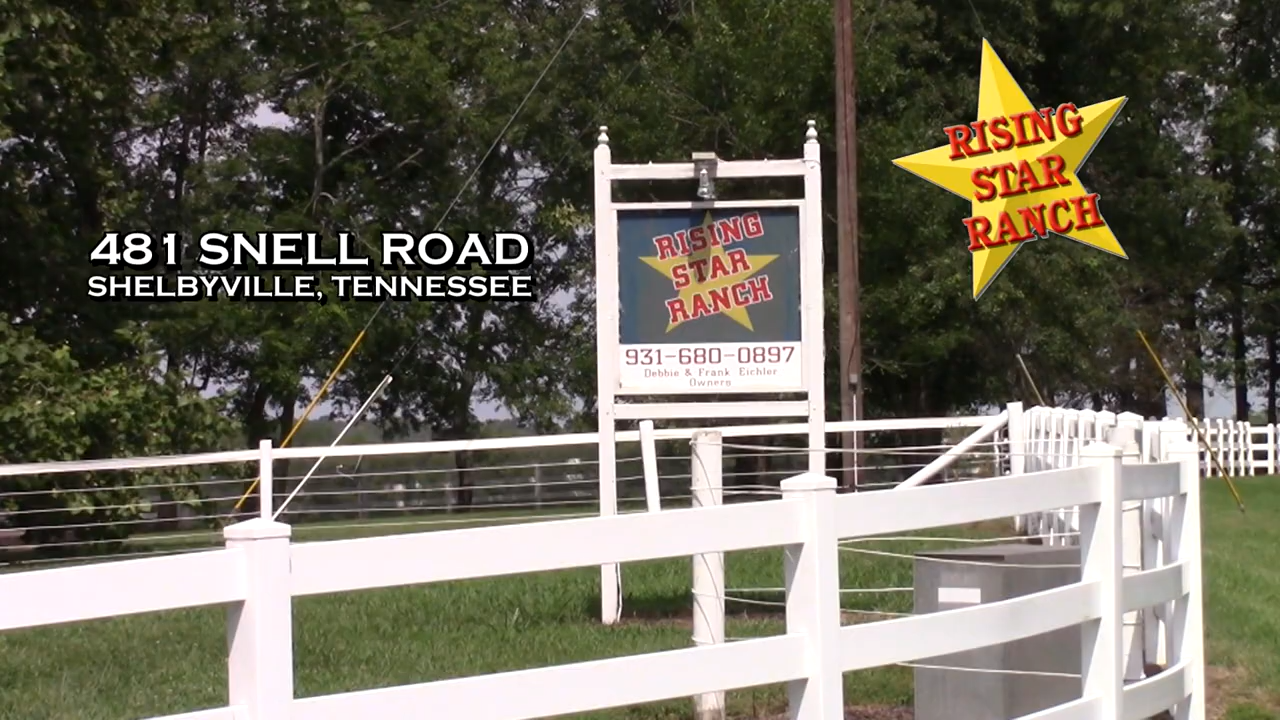 481 SNELL ROAD
SHELBYVILLE, TENNESSEE
RISING
STAR
RANCH
931-680-0897
Debbie & Frank Eichler
Owners
RISING
STAR
RANCH